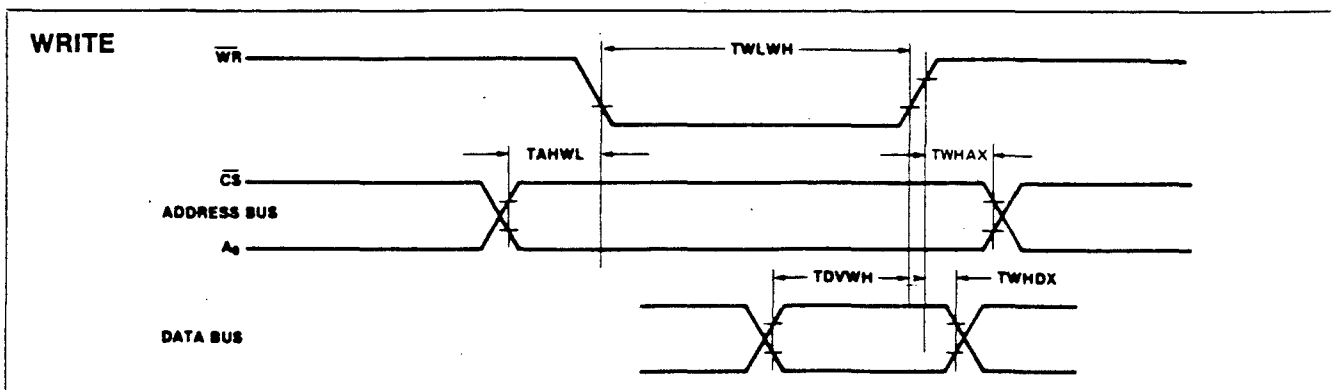 WRITE
WR
TWLWH
TAHWL
TWHAX
CS
ADDRESS BUS
A0
TDVWH
TWHDX
DATA BUS